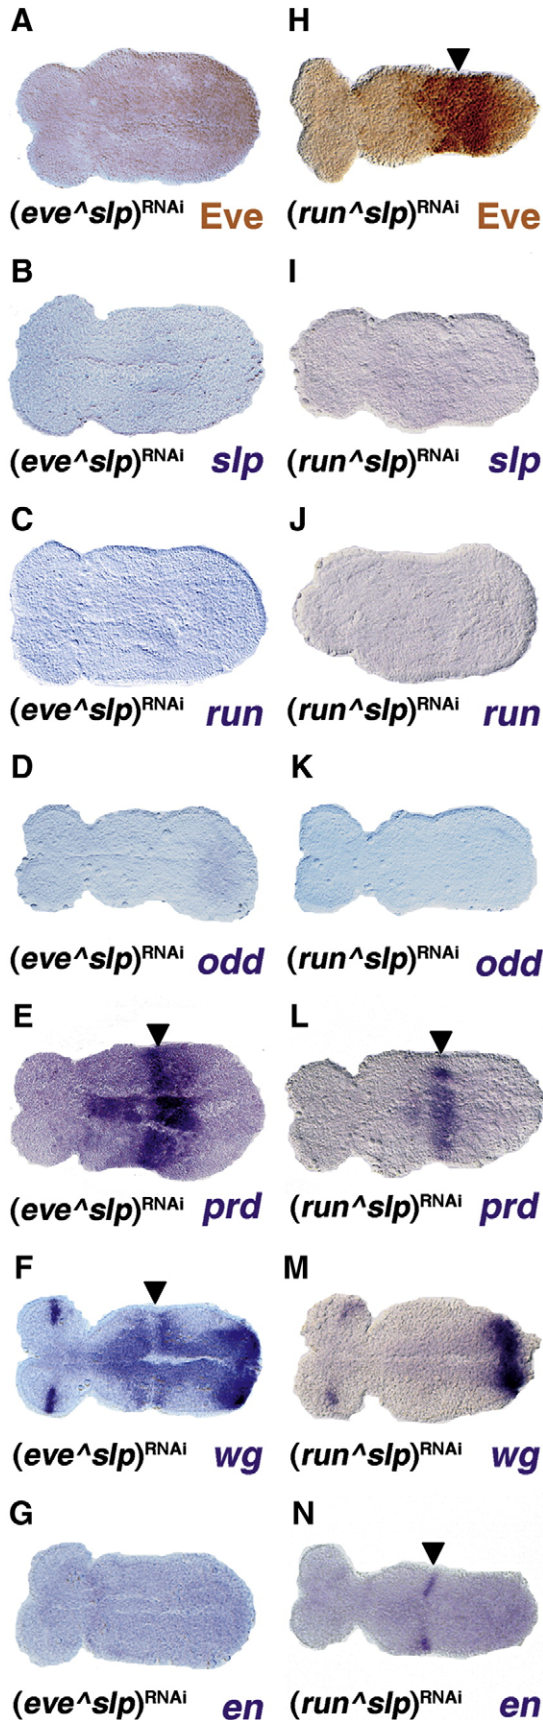 A
H
(eve^slp)RNAi Eve
(run^slp)RNAi Eve
B
I
(eve^slp)RNAi slp
(run^slp)RNAi slp
C
J
(eve^slp)RNAi run
(run^slp)RNAi run
D
K
(eve^slp)RNAi odd
(run^slp)RNAi odd
E
L
(eve^slp)RNAi prd
(run^slp)RNAi prd
F
M
(eve^slp)RNAi wg
(run^slp)RNAi wg
G
N
(eve^slp)RNAi en
(run^slp)RNAi en